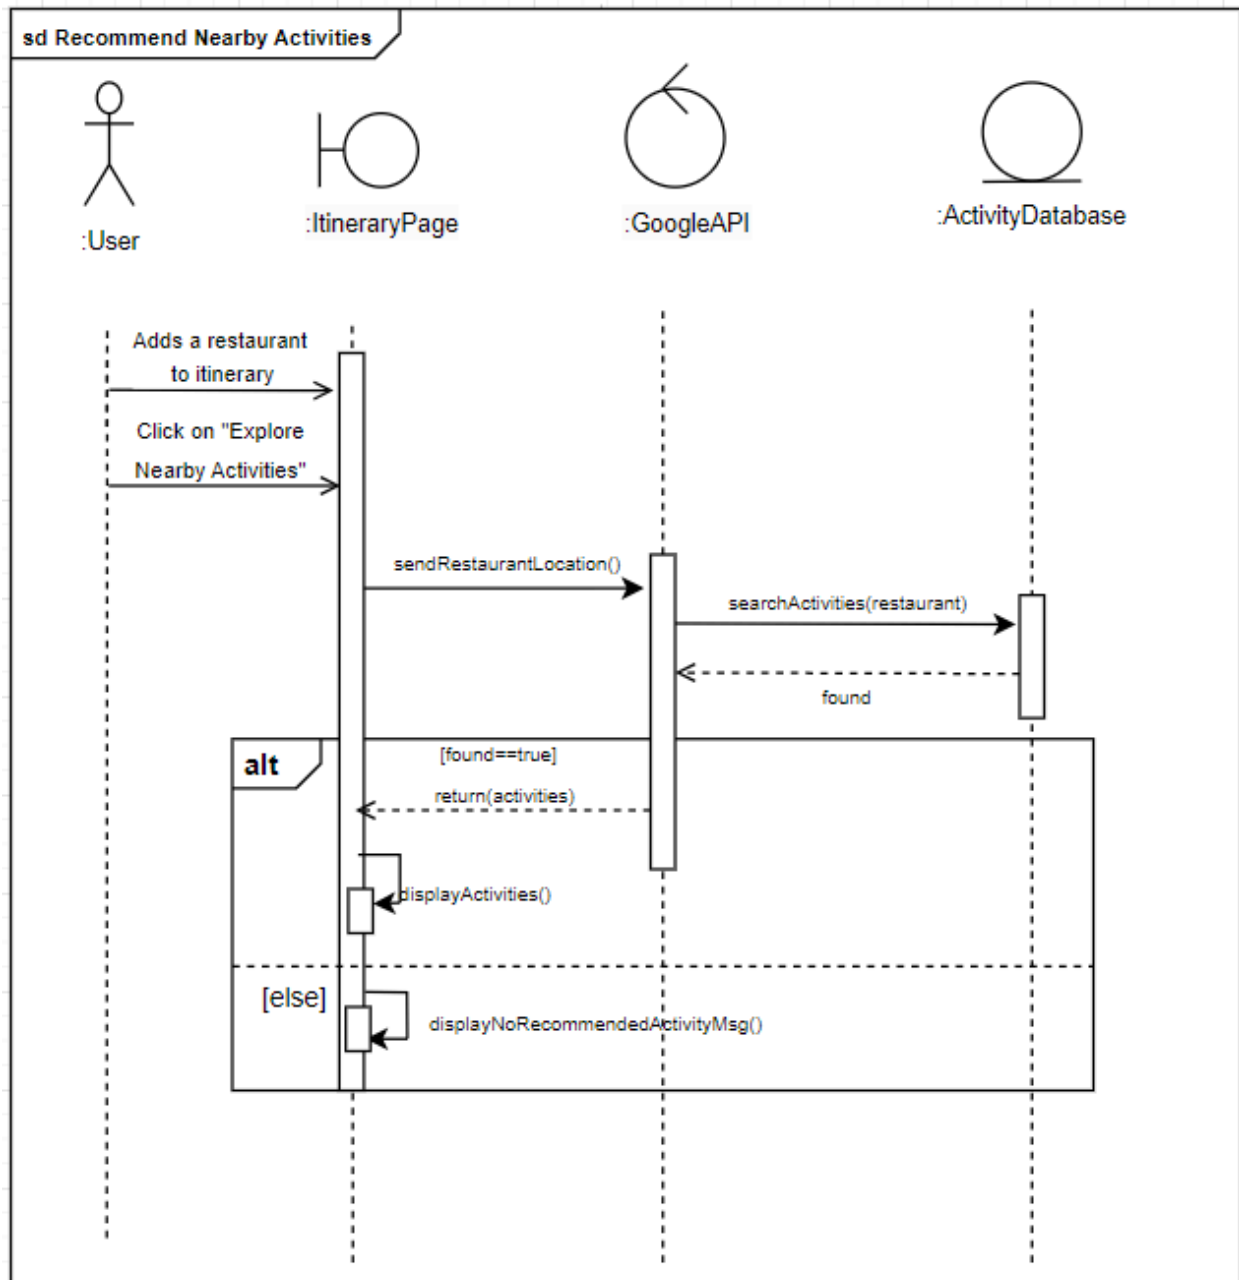 sd Recommend Nearby Activities
:User
:ItineraryPage
:GoogleAPI
:ActivityDatabase
Adds a restaurant
to itinerary
Click on "Explore
Nearby Activities"
sendRestaurantLocation()
searchActivities(restaurant)
found
alt
[found==true]
return(activities)
displayActivities()
[else]
displayNoRecommendedActivityMsg()